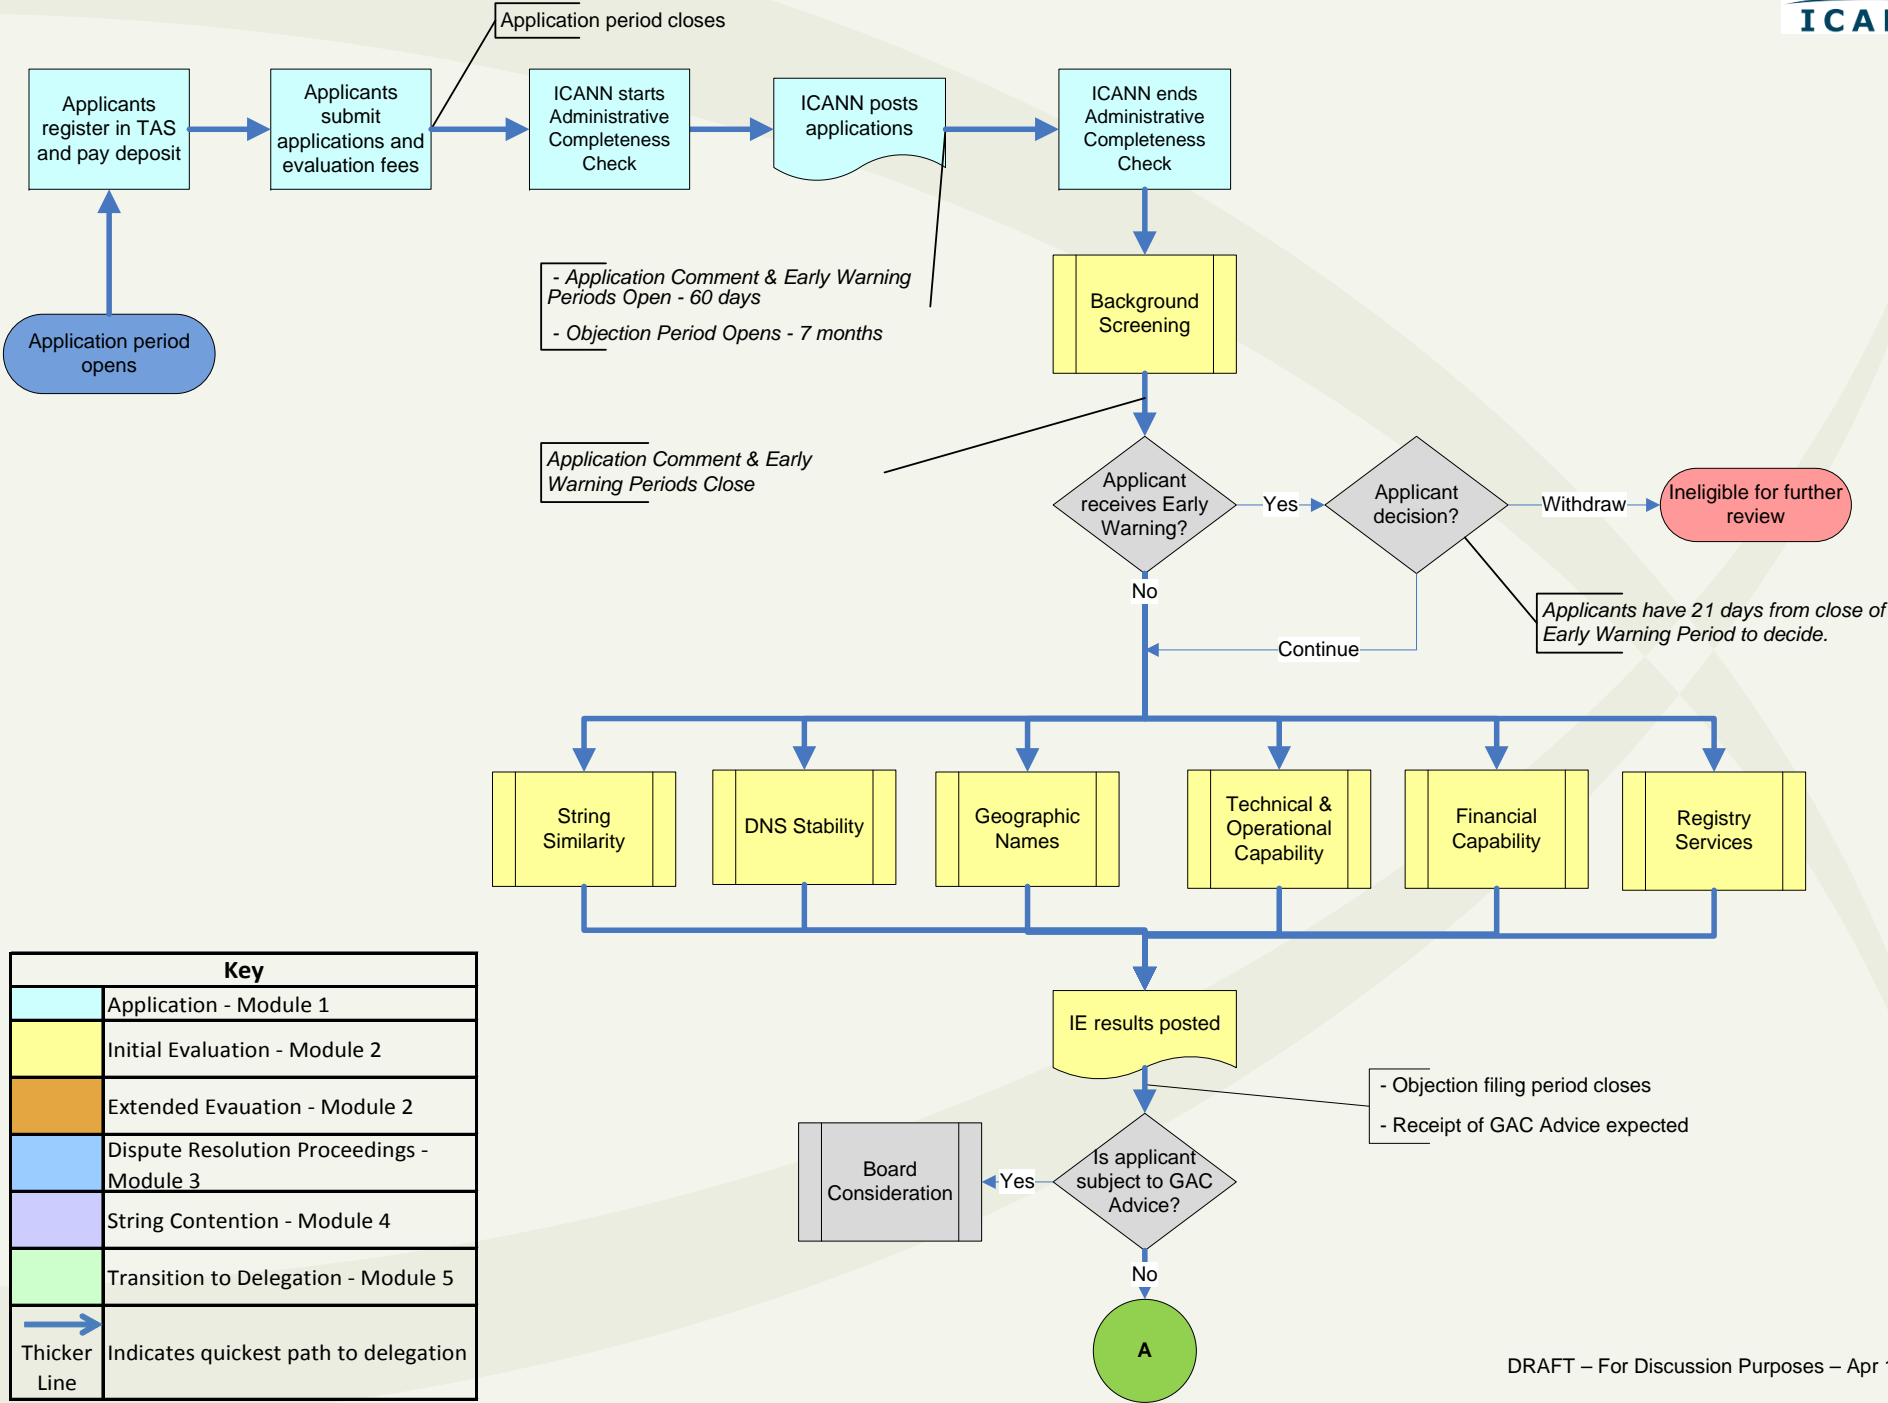 Application period closes
ICA
Applicants
register in TAS
and pay deposit
Applicants
submit
applications and
evaluation fees
ICANN starts
Administrative
Completeness
Check
ICANN posts
applications
ICANN ends
Administrative
Completeness
Check
- Application Comment & Early Warning
Periods Open - 60 days
- Objection Period Opens - 7 months
Background
Screening
Application period
opens
Application Comment & Early
Warning Periods Close
Applicant
receives Early
Warning?
Yes
Applicant
decision?
Withdraw
Ineligible for further
review
No
Applicants have 21 days from close of
Early Warning Period to decide.
Continue
String
Similarity
DNS Stability
Geographic
Names
Technical &
Operational
Capability
Financial
Capability
Registry
Services
IE results posted
- Objection filing period closes
- Receipt of GAC Advice expected
Board
Consideration
Yes
Is applicant
subject to GAC
Advice?
No
A
Key
Application - Module 1
Initial Evaluation - Module 2
Extended Evauation - Module 2
Dispute Resolution Proceedings -
Module 3
String Contention - Module 4
Transition to Delegation - Module 5
Thicker
Line
Indicates quickest path to delegation
DRAFT – For Discussion Purposes – Apr